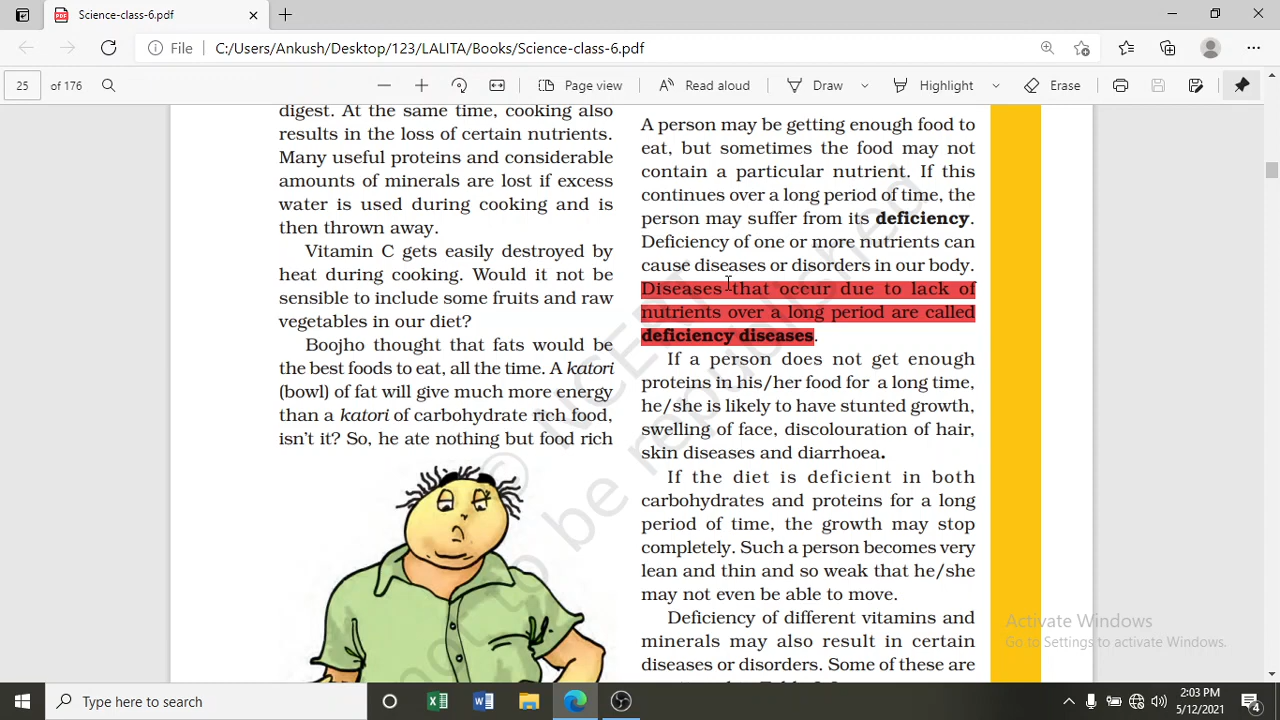 Science-class-6.pdf
File
C:/Users/Ankush/Desktop/123/LALITA/Books/Science-class-6.pdf
25 of 176
Page view
Read aloud
Draw
Highlight
Erase
digest. At the same time, cooking also
results in the loss of certain nutrients.
Many useful proteins and considerable
amounts of minerals are lost if excess
water is used during cooking and is
then thrown away.
Vitamin C gets easily destroyed by
heat during cooking. Would it not be
sensible to include some fruits and raw
vegetables in our diet?
Boojho thought that fats would be
the best foods to eat, all the time. A katori
(bowl) of fat will give much more energy
than a katori of carbohydrate rich food,
isn't it? So, he ate nothing but food rich
A person may be getting enough food to
eat, but sometimes the food may not
contain a particular nutrient. If this
continues over a long period of time, the
person may suffer from its deficiency.
Deficiency of one or more nutrients can
cause diseases or disorders in our body.
Diseases that occur due to lack of
nutrients over a long period are called
deficiency diseases.
If a person does not get enough
proteins in his/her food for a long time,
he/she is likely to have stunted growth,
swelling of face, discolouration of hair,
skin diseases and diarrhoea.
If the diet is deficient in both
carbohydrates and proteins for a long
period of time, the growth may stop
completely. Such a person becomes very
lean and thin and so weak that he/she
may not even be able to move.
Deficiency of different vitamins and
minerals may also result in certain
diseases or disorders. Some of these are
© NCERT
not to be republished
Activate Windows
Go to Settings to activate Windows.
Type here to search
2:03 PM
5/12/2021
4